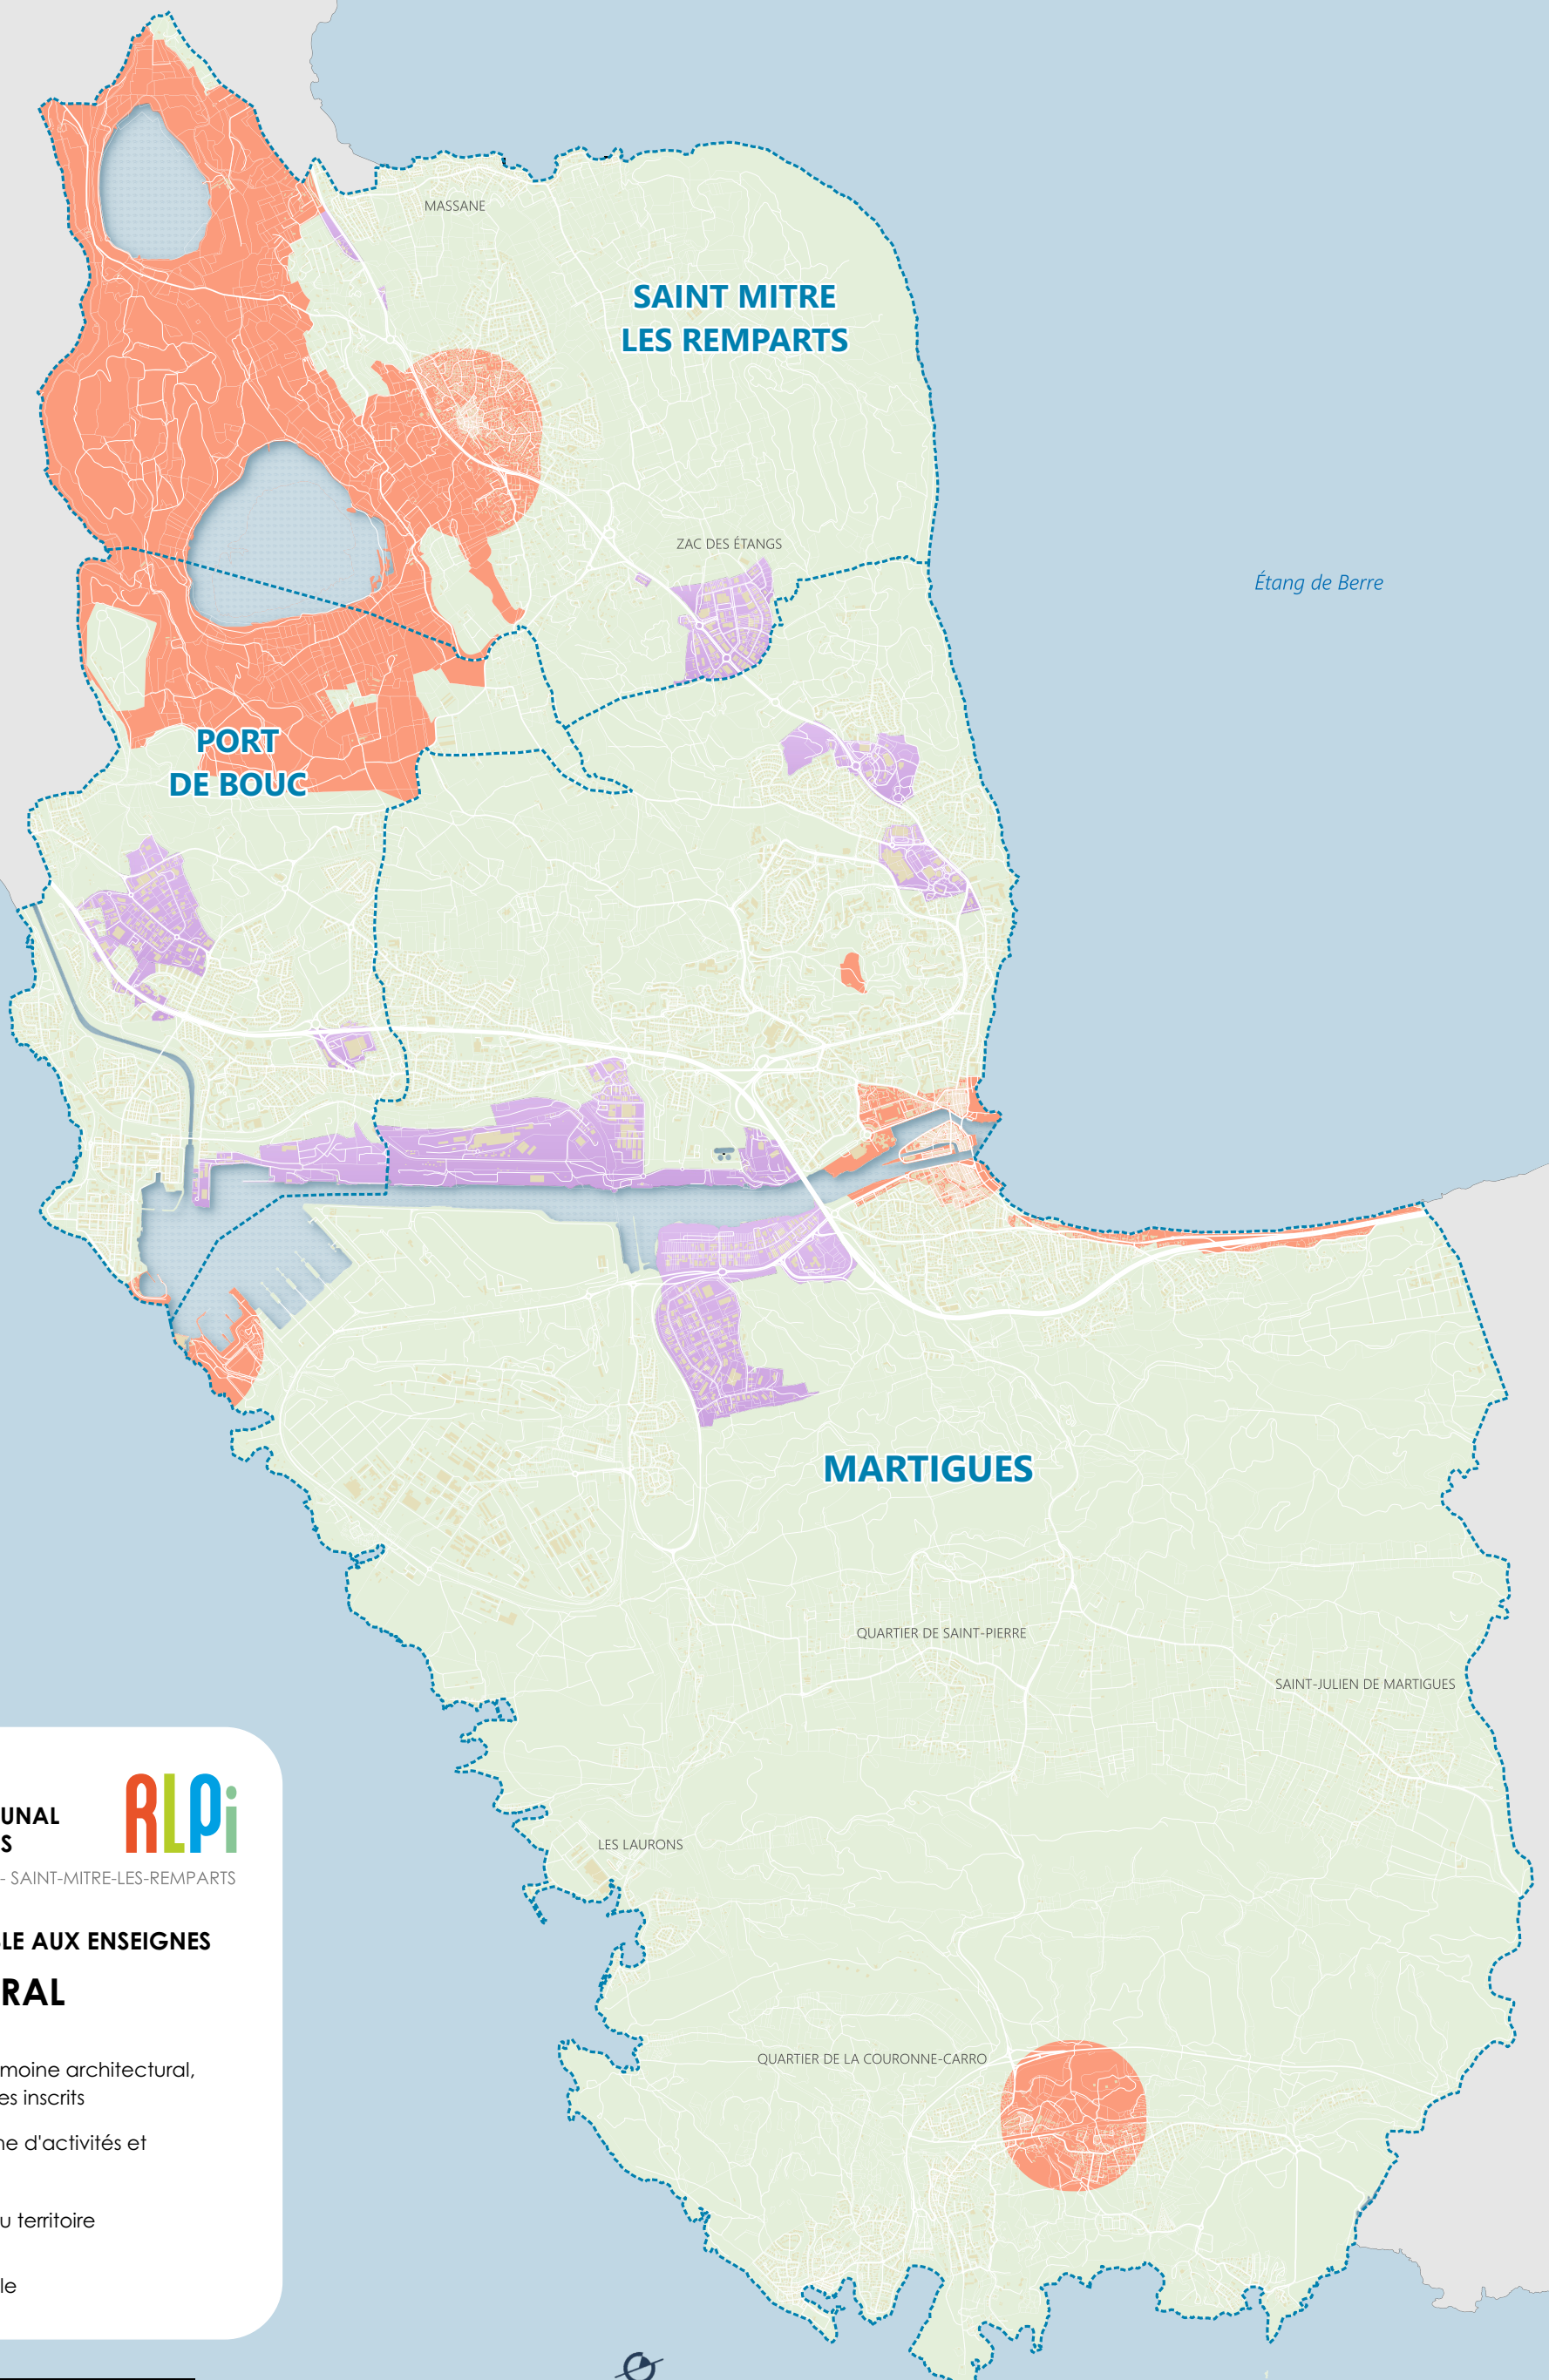 MASSANE
SAINT MITRE
LES REMPARTS
ZAC DES ÉTANGS
Étang de Berre
PORT
DE BOUC
MARTIGUES
QUARTIER DE SAINT-PIERRE
SAINT-JULIEN DE MARTIGUES
LES LAURONS
QUARTIER DE LA COURONNE-CARRO
RLPi
UNAL
S
- SAINT-MITRE-LES-REMPARTS
LE AUX ENSEIGNES
RAL
moine architectural,
es inscrits
ne d'activités et
u territoire
le